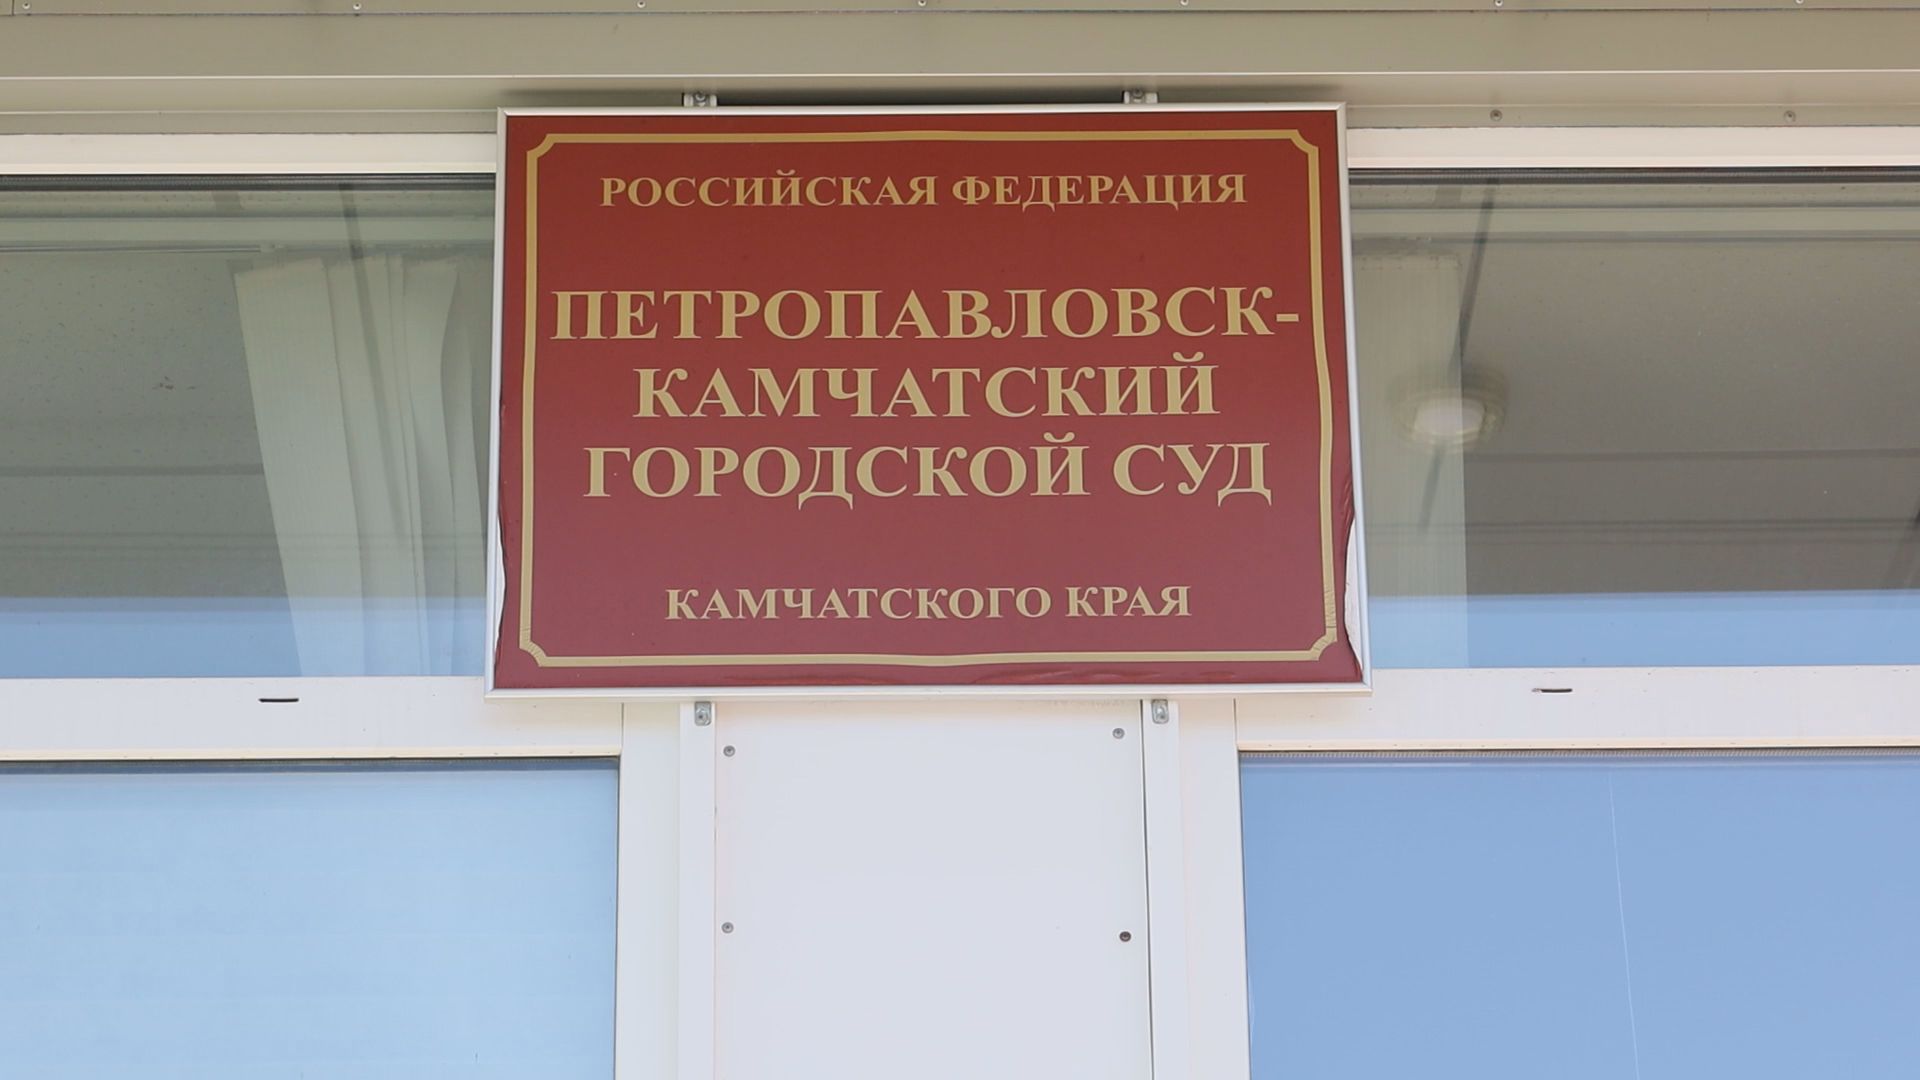 РОССИЙСКАЯ ФЕДЕРАЦИЯ
ПЕТРОПАВЛОВСК-
КАМЧАТСКИЙ
ГОРОДСКОЙ СУД
КАМЧАТСКОГО КРАЯ